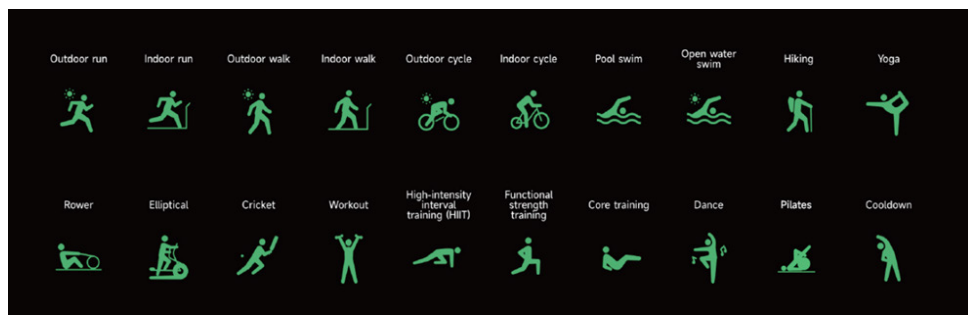 Outdoor run
Indoor run
Outdoor walk
Indoor walk
Outdoor cycle
Indoor cycle
Pool swim
Open water
swim
Hiking
Yoga
Rower
Elliptical
Cricket
Workout
High-intensity
interval
training (HIIT)
Functional
strength
training
Core training
Dance
Pilates
Cooldown